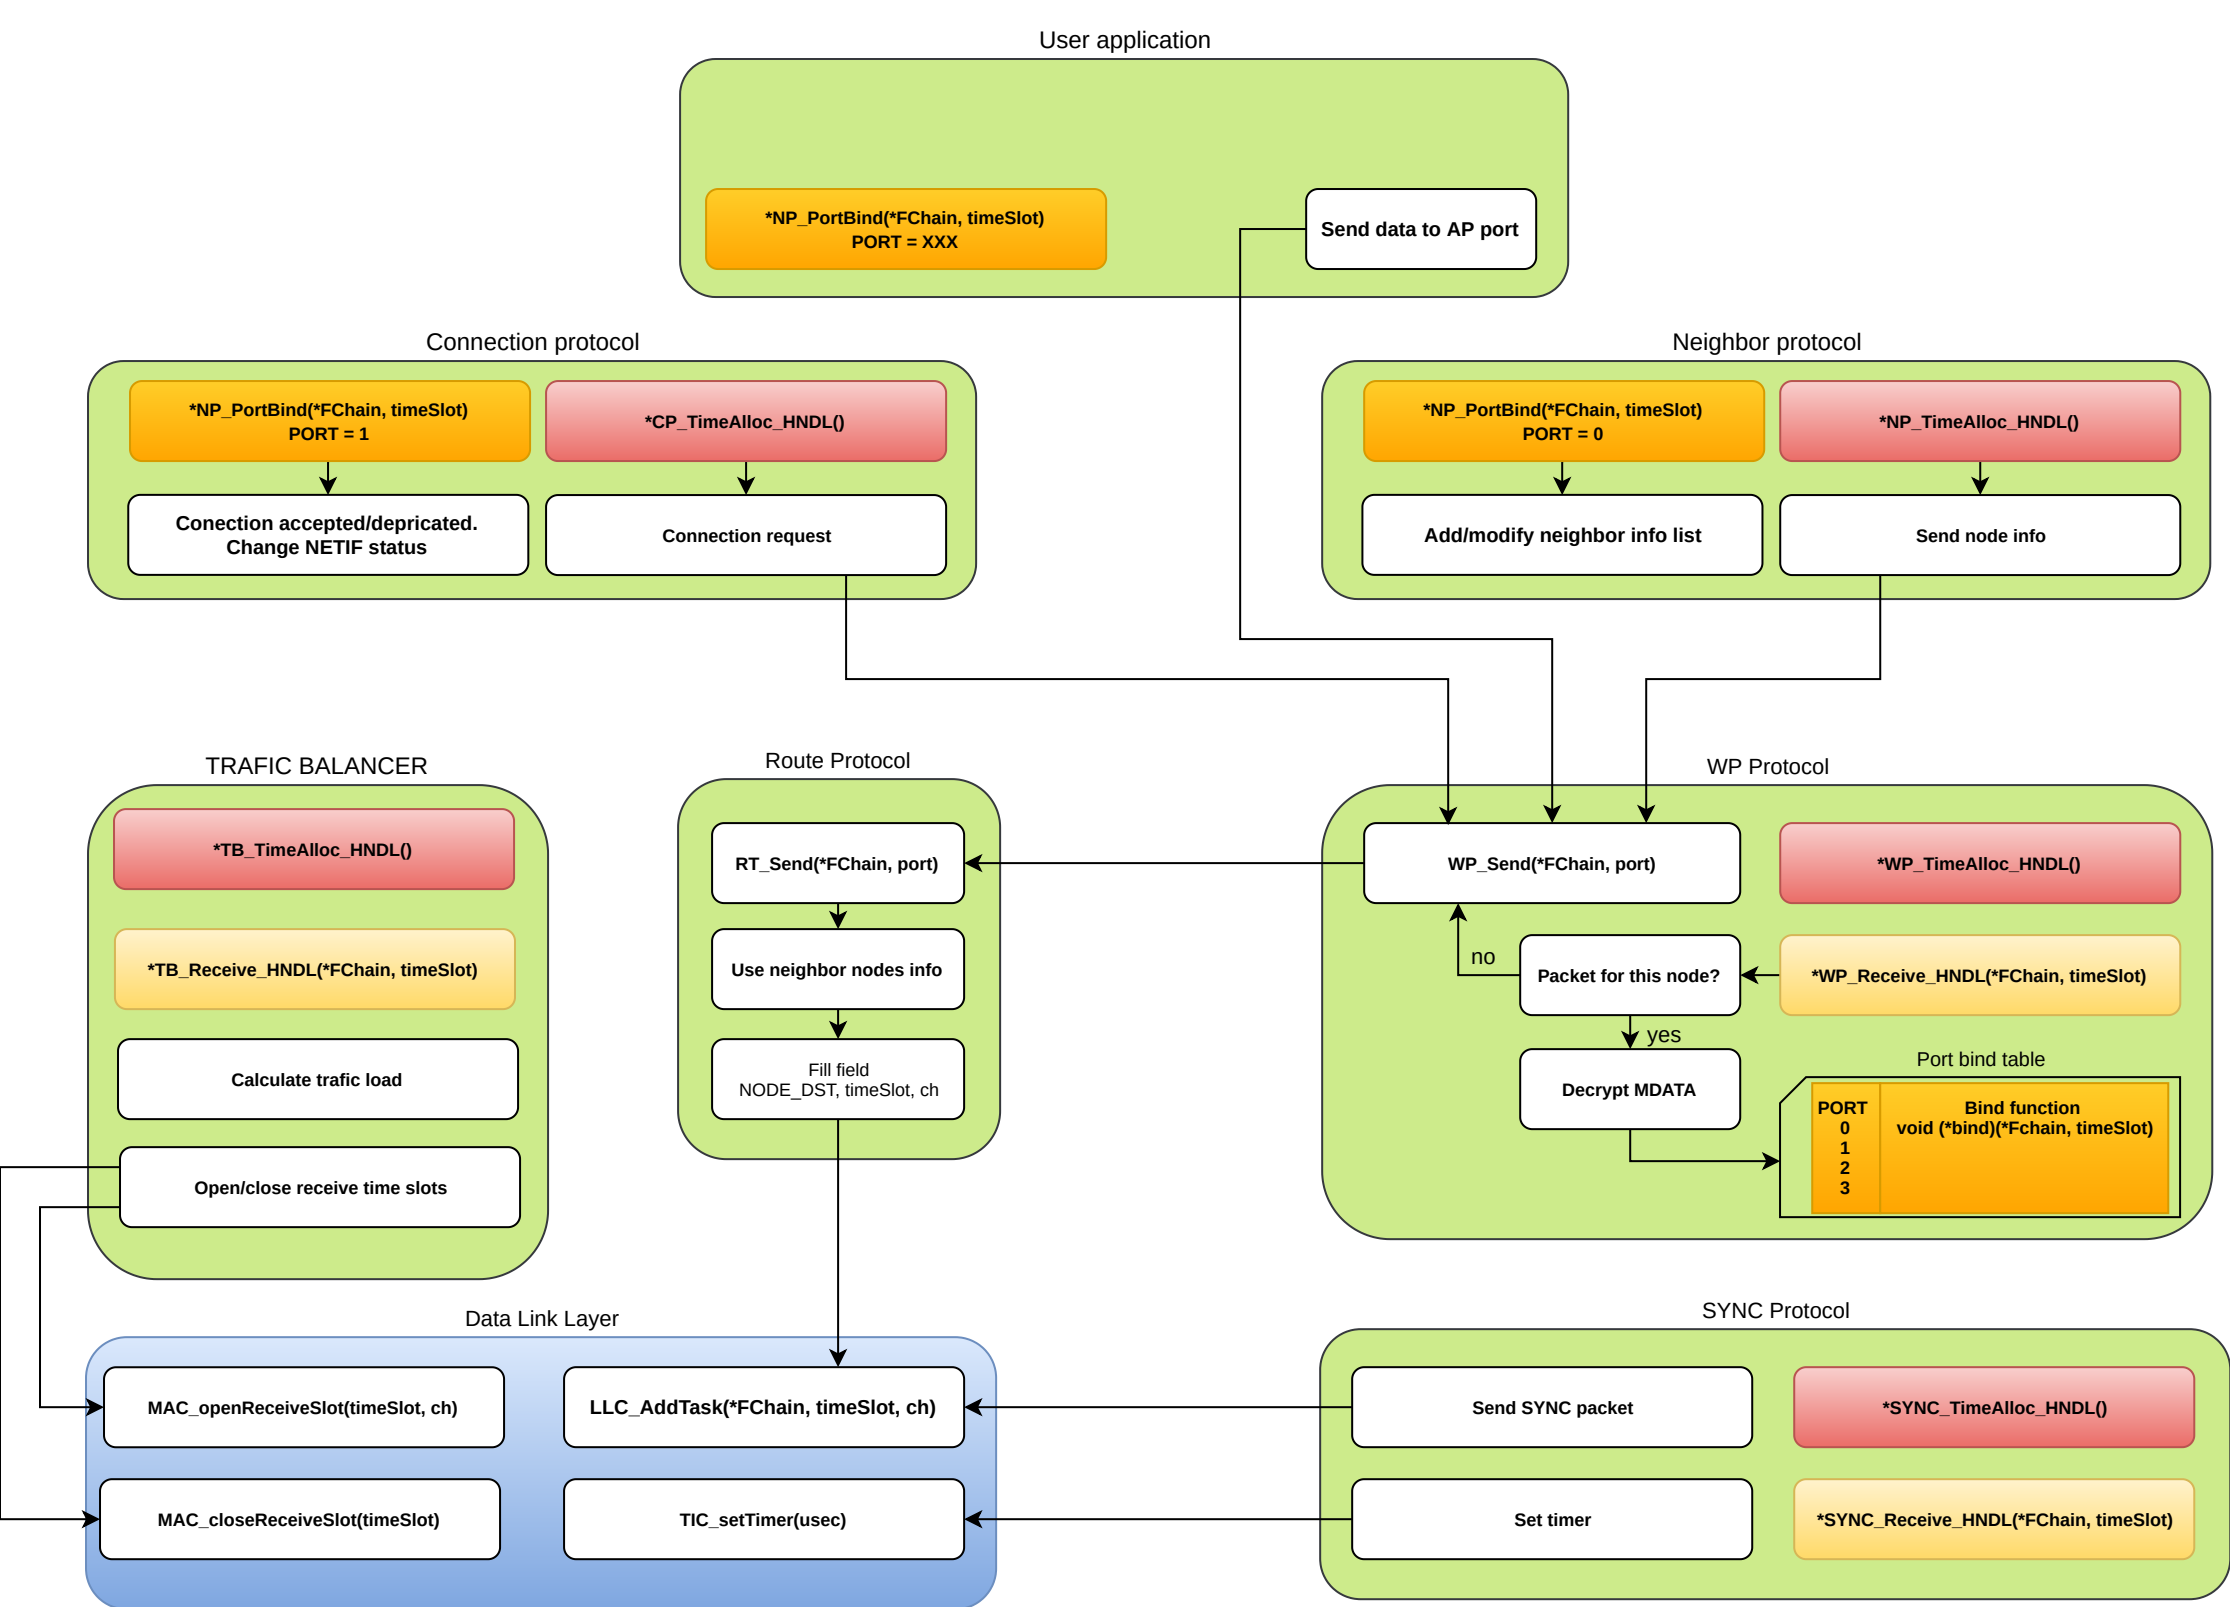 User application
*NP_PortBind(*FChain, timeSlot)
PORT = XXX
Send data to AP port
Connection protocol
*NP_PortBind(*FChain, timeSlot)
PORT = 1
*CP_TimeAlloc_HNDL()
Conection accepted/depricated.
Change NETIF status
Connection request
Neighbor protocol
*NP_PortBind(*FChain, timeSlot)
PORT = 0
*NP_TimeAlloc_HNDL()
Add/modify neighbor info list
Send node info
TRAFIC BALANCER
*TB_TimeAlloc_HNDL()
*TB_Receive_HNDL(*FChain, timeSlot)
Calculate trafic load
Open/close receive time slots
Route Protocol
RT_Send(*FChain, port)
Use neighbor nodes info
Fill field
NODE_DST, timeSlot, ch
WP Protocol
WP_Send(*FChain, port)
*WP_TimeAlloc_HNDL()
no
Packet for this node?
*WP_Receive_HNDL(*FChain, timeSlot)
yes
Decrypt MDATA
Port bind table
PORT
0
1
2
3
Bind function
void (*bind)(*Fchain, timeSlot)
Data Link Layer
MAC_openReceiveSlot(timeSlot, ch)
LLC_AddTask(*FChain, timeSlot, ch)
MAC_closeReceiveSlot(timeSlot)
TIC_setTimer(usec)
SYNC Protocol
Send SYNC packet
*SYNC_TimeAlloc_HNDL()
Set timer
*SYNC_Receive_HNDL(*FChain, timeSlot)